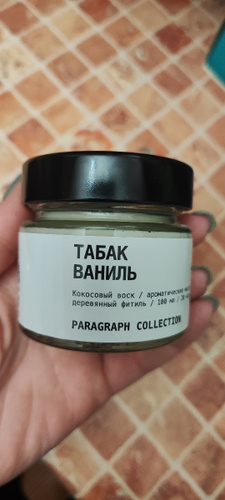 ТАБАК
ВАНИЛЬ
Кокосовый воск / ароматическое
деревянный фитиль / 100 мл /
PARAGRAPH COLLECTION